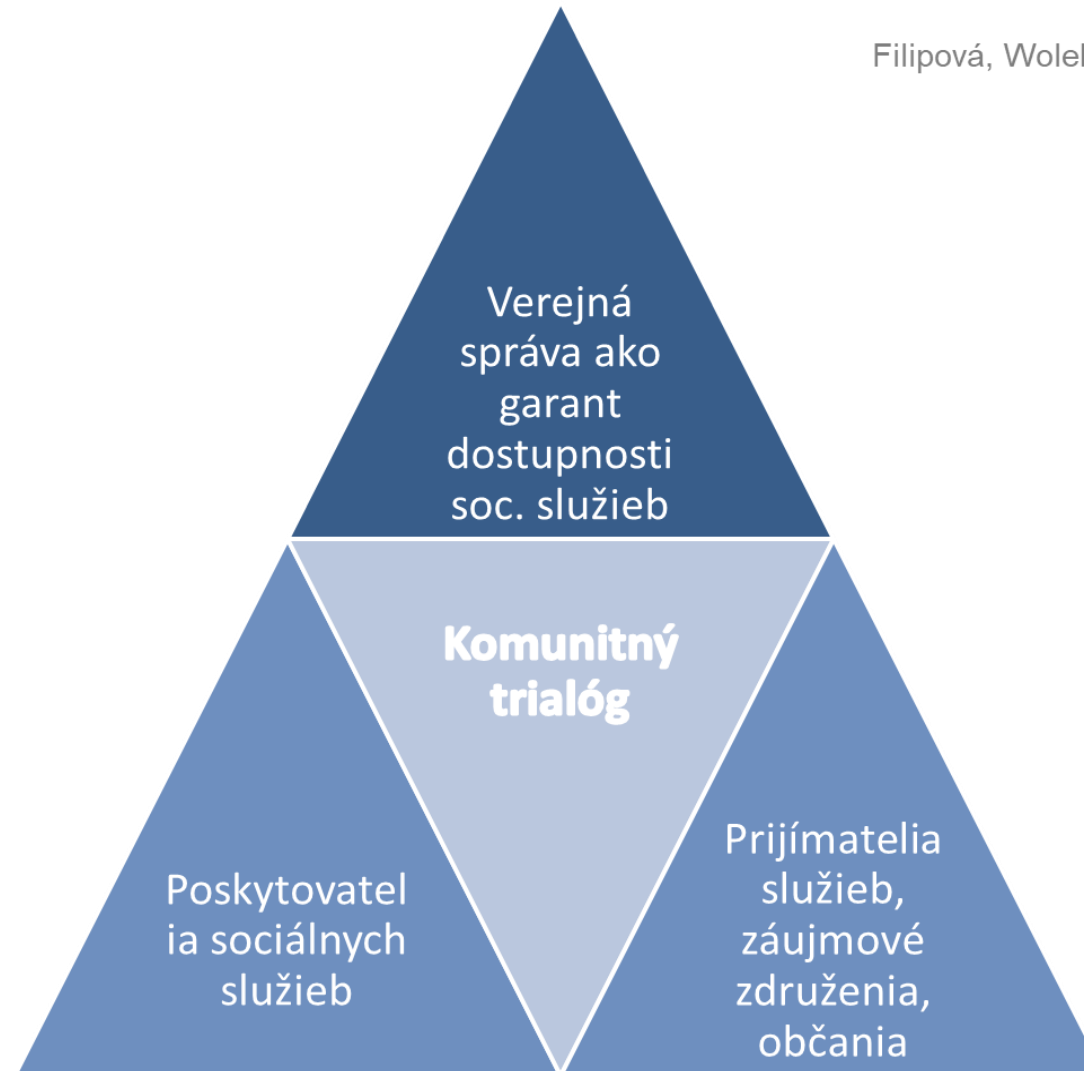 Filipová, Wolek
Verejná
správa ako
garant
dostupnosti
soc. služieb
Komunitný
trialóg
Poskytovatel
ia sociálnych
služieb
Prijímatelia
služieb,
záujmové
združenia,
občania